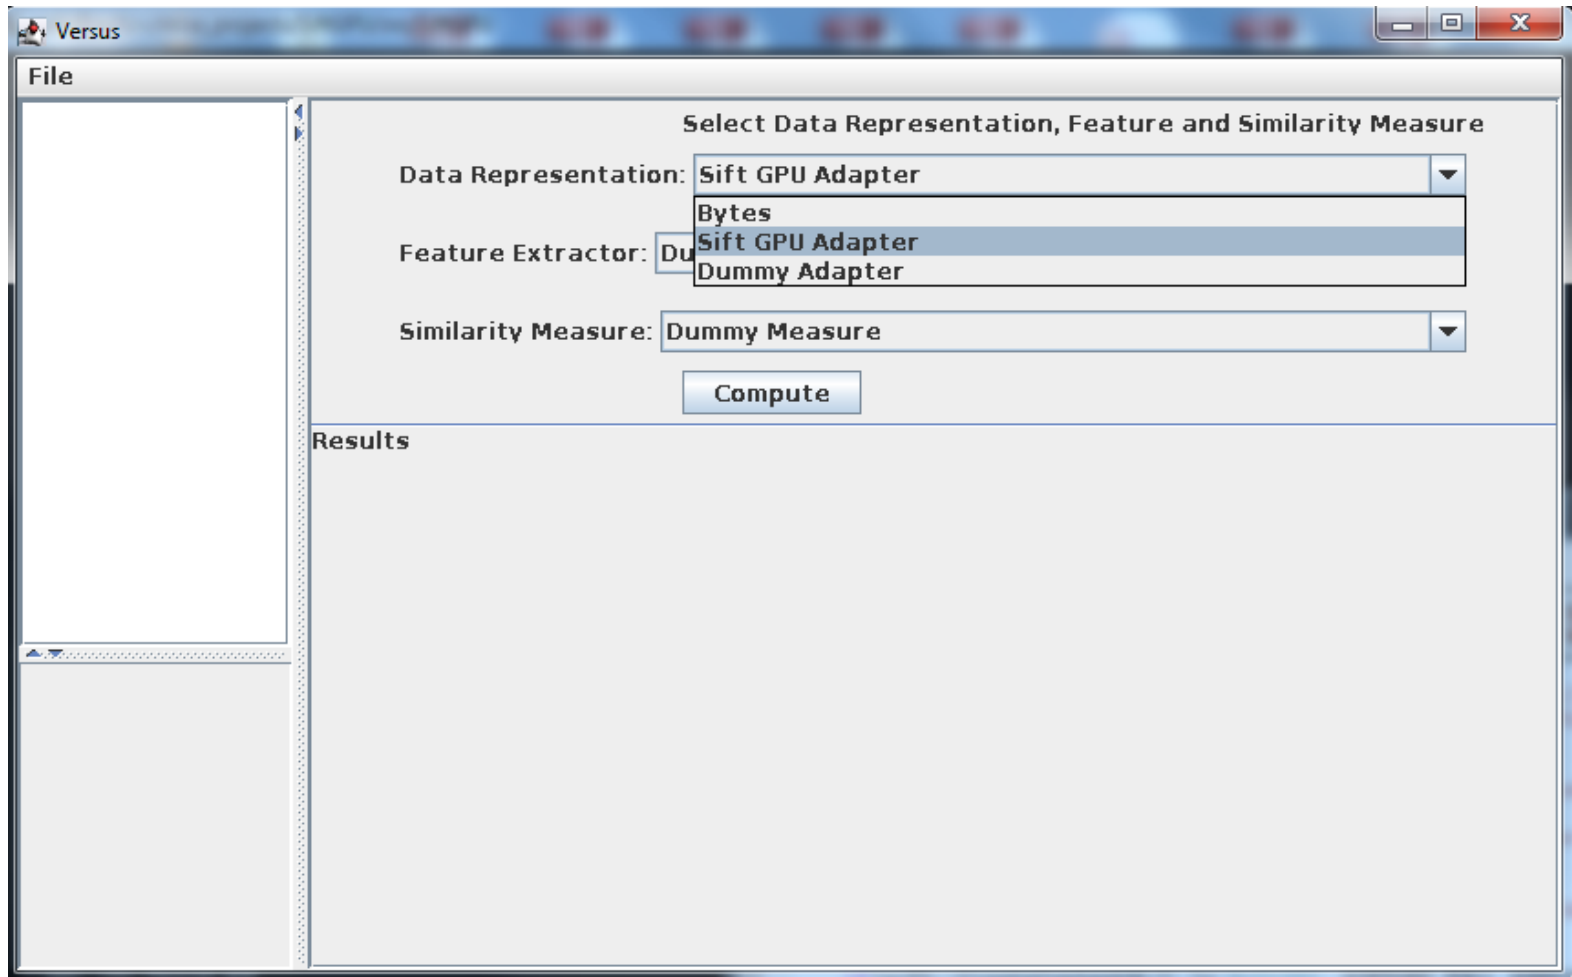 Versus
File
Select Data Representation, Feature and Similarity Measure
Data Representation: Sift GPU Adapter
Bytes
Sift GPU Adapter
Dummy Adapter
Feature Extractor: Du
Similarity Measure: Dummy Measure
Compute
Results